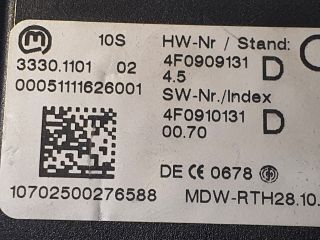 10S
3330.1101 02
00051111626001
10702500276588
HW-Nr / Stand:
4F0909131 D
4.5
SW-Nr./Index
4F0910131 D
00.70
DE CE 0678
MDW-RTH28.10.